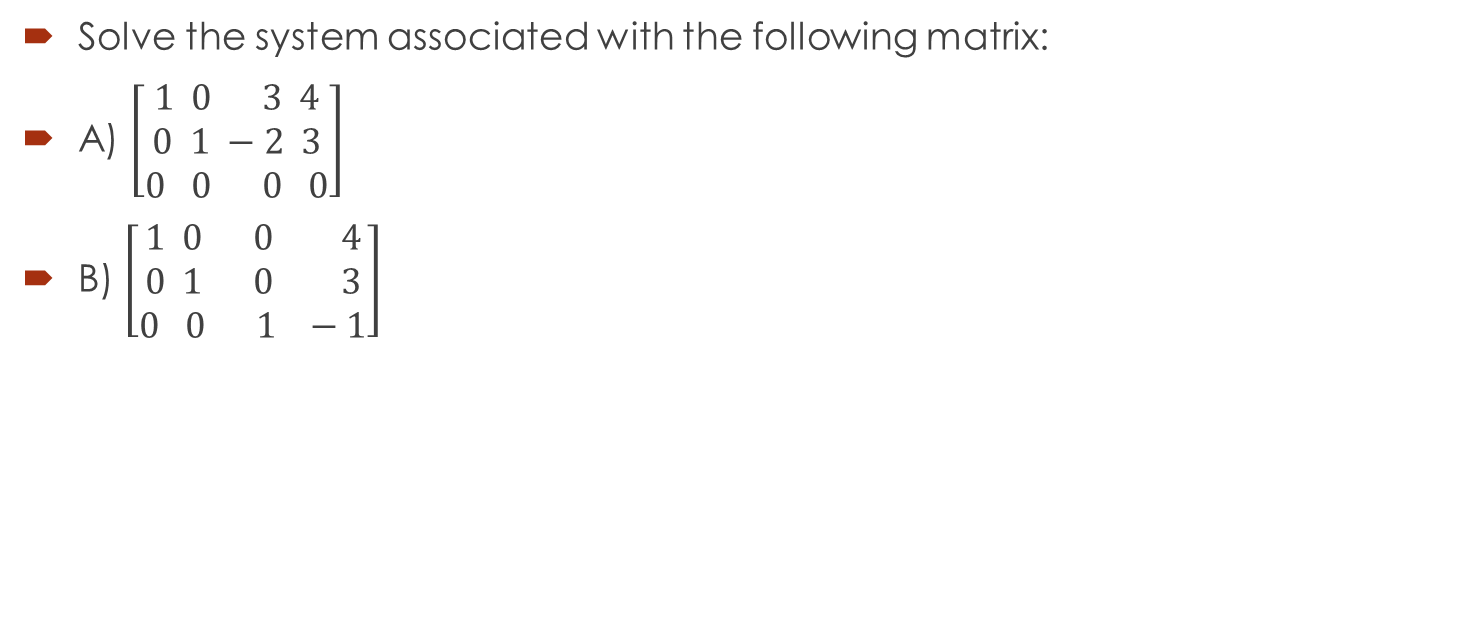 Solve the system associated with the following matrix:
A) [1 0 3 4
0 1 − 2 3
0 0 0 0]
B) [1 0 0 4
0 1 0 3
0 0 1 − 1]